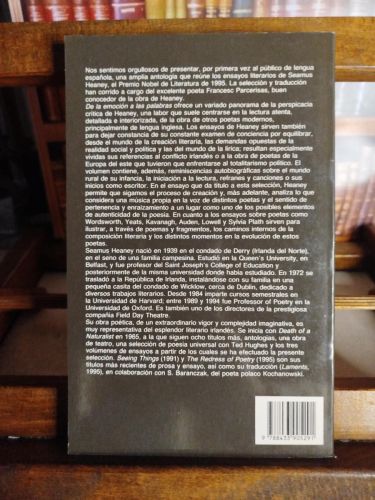 Nos sentimos orgullosos de presentar, por primera vez al público de lengua
española, una amplia antología que reúne los ensayos literarios de Seamus
Heaney, el Premio Nobel de Literatura de 1995. La selección y traducción
han corrido a cargo del excelente poeta Francesc Parcerisas, buen
conocedor de la obra de Heaney.
De la emoción a las palabras ofrece un variado panorama de la perspicacia
crítica de Heaney, una labor que suele centrarse en la lectura atenta,
detallada e interiorizada, de la obra de otros poetas modernos,
principalmente de lengua inglesa. Los ensayos de Heaney sirven también
para dejar constancia de su constante examen de conciencia por equilibrar,
desde el mundo de la creación literaria, las demandas opuestas de la
realidad social y política y las del mundo de la lírica; resultan especialmente
vívidas sus referencias al conflicto irlandés o a la obra de poetas de la
Europa del este que tuvieron que enfrentarse al totalitarismo político. El
volumen contiene, además, reminiscencias autobiográficas sobre el mundo
rural de su infancia, la iniciación a la lectura, refranes y canciones o sus
inicios como escritor. En el ensayo que da título a esta selección, Heaney
permite que sigamos el proceso de creación y, más adelante, analiza lo que
considera una música propia en la voz de distintos poetas y el sentido de
pertenencia y enraizamiento a un lugar como uno de los posibles elementos
de autenticidad de la poesía. En cuanto a los ensayos sobre poetas como
Wordsworth, Yeats, Kavanagh, Auden, Lowell y Sylvia Plath sirven para
ilustrar, a través de poemas y fragmentos, los caminos internos de la
composición literaria y los distintos momentos en la evolución de estos
poetas.
Seamus Heaney nació en 1939 en el condado de Derry (Irlanda del Norte),
en el seno de una familia campesina. Estudió en la Queen's University, en
Belfast, y fue profesor del Saint Joseph's College of Education y
posteriormente de la misma universidad donde había estudiado. En 1972 se
trasladó a la República de Irlanda, instalándose con su familia en una
pequeña casita del condado de Wicklow, cerca de Dublín, dedicado a
diversos trabajos literarios. Desde 1984 imparte cursos semestrales en
la Universidad de Harvard; entre 1989 y 1994 fue Professor of Poetry en la
Universidad de Oxford. Es también uno de los directores de la prestigiosa
compañía Field Day Theatre.
Su obra poética, de un extraordinario vigor y complejidad imaginativa, es
muy representativa del esplendor literario irlandés. Se inicia con Death of a
Naturalist en 1965, a la que siguen ocho títulos más, antologías, una obra
de teatro, una selección de poesía universal con Ted Hughes y los tres
volúmenes de ensayos a partir de los cuales se ha efectuado la presente
selección. Seeing Things (1991) y The Redress of Poetry (1995) son sus
títulos más recientes de prosa y ensayo, así como su traducción (Laments,
1995), en colaboración con S. Baranczak, del poeta polaco Kochanowski.
9 788433 905291